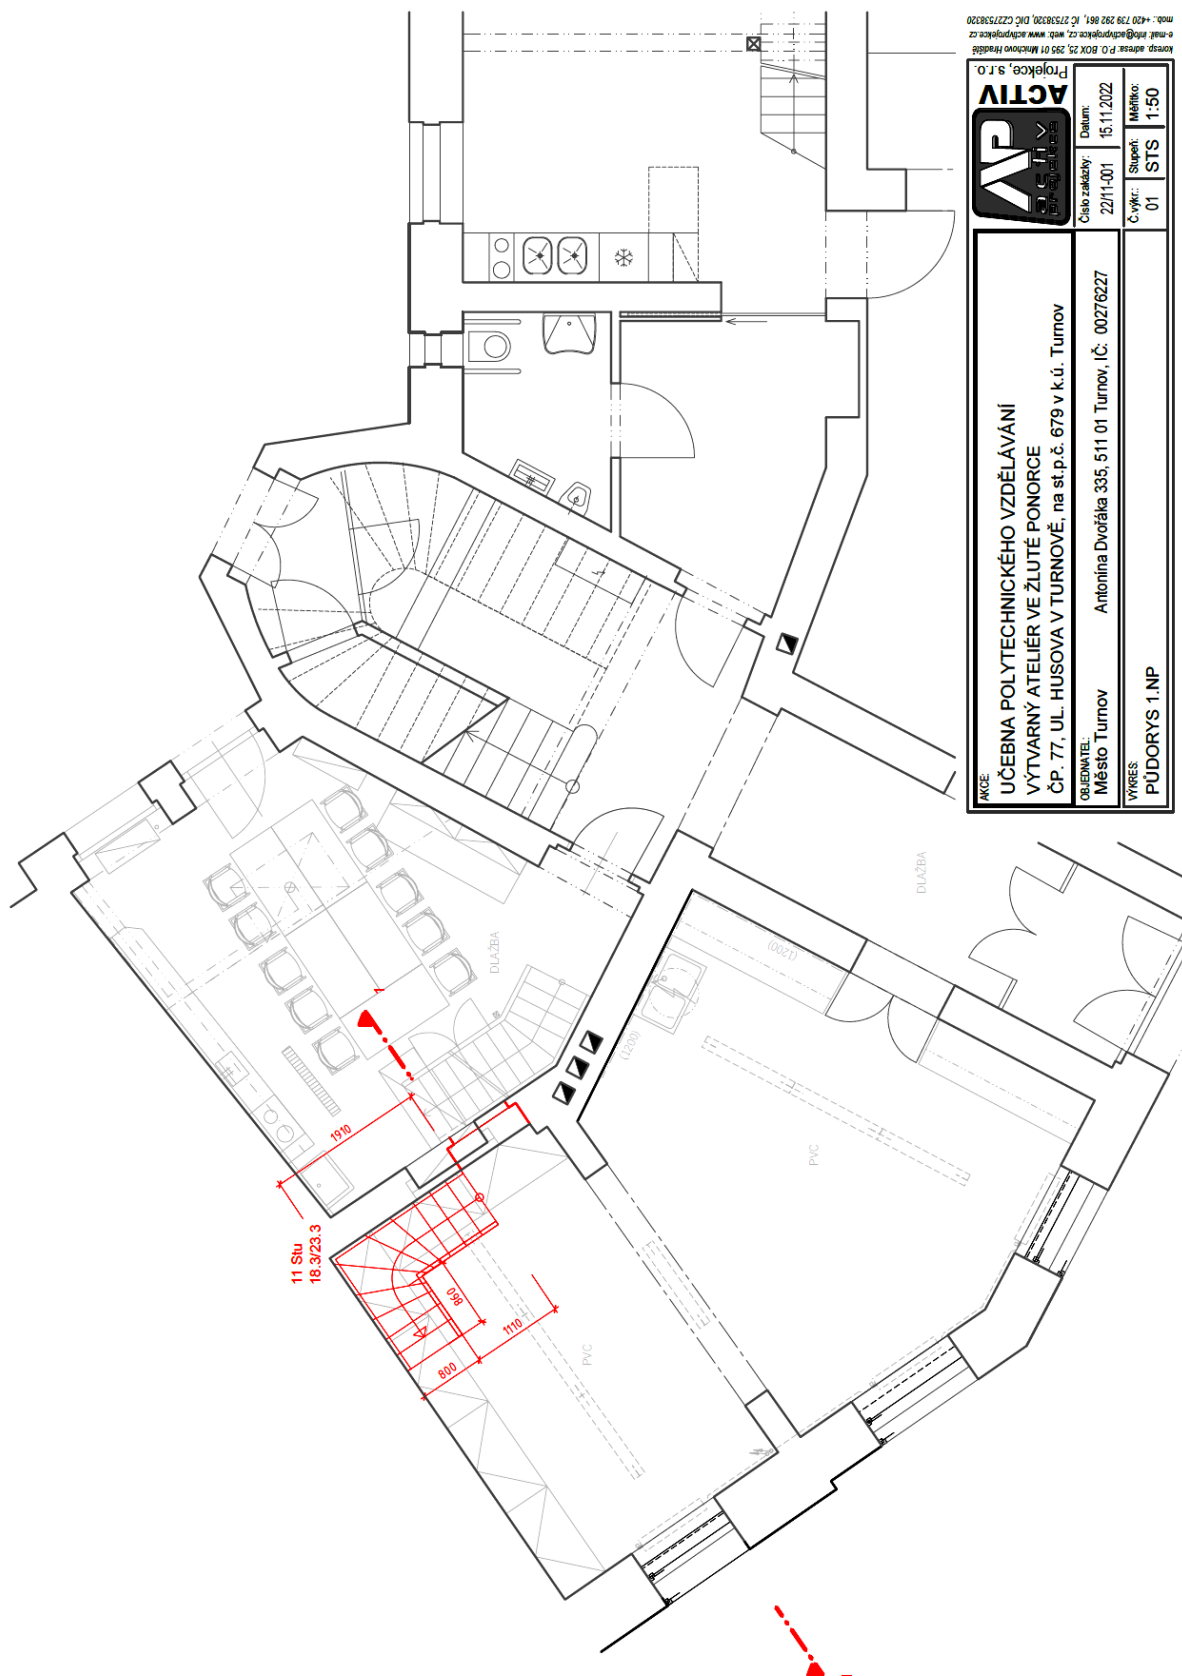 koresp. adresa: P.O. BOX 25, 295 01 Mnichovo Hradiště
e-mail: info@activprojekce.cz, web: www.activprojekce.cz
mob.: +420 739 292 861, IČ 27538320, DIČ CZ27538320
ACTIV
Projekce, s.r.o.
AP
activ
projekce
AKCE:
UČEBNA POLYTECHNICKÉHO VZDĚLÁVÁNÍ
VÝTVARNÝ ATELIÉR VE ŽLUTÉ PONORCE
ČP. 77, UL. HUSOVA V TURNOVĚ, na st.p.č. 679 v k.ú. Turnov
Číslo zakázky:
22/11-001
Datum:
15.11.2022
OBJEDNATEL:
Město Turnov Antonína Dvořáka 335, 511 01 Turnov, IČ: 00276227
VÝKRES:
PŮDORYS 1.NP
Č.výkr.:
01
Stupeň:
STS
Měřítko:
1:50
DLAŽBA
DLAŽBA
(1200)
(1200)
PVC
PVC
1910
11 Stu
18.3/23.3
860
1110
800